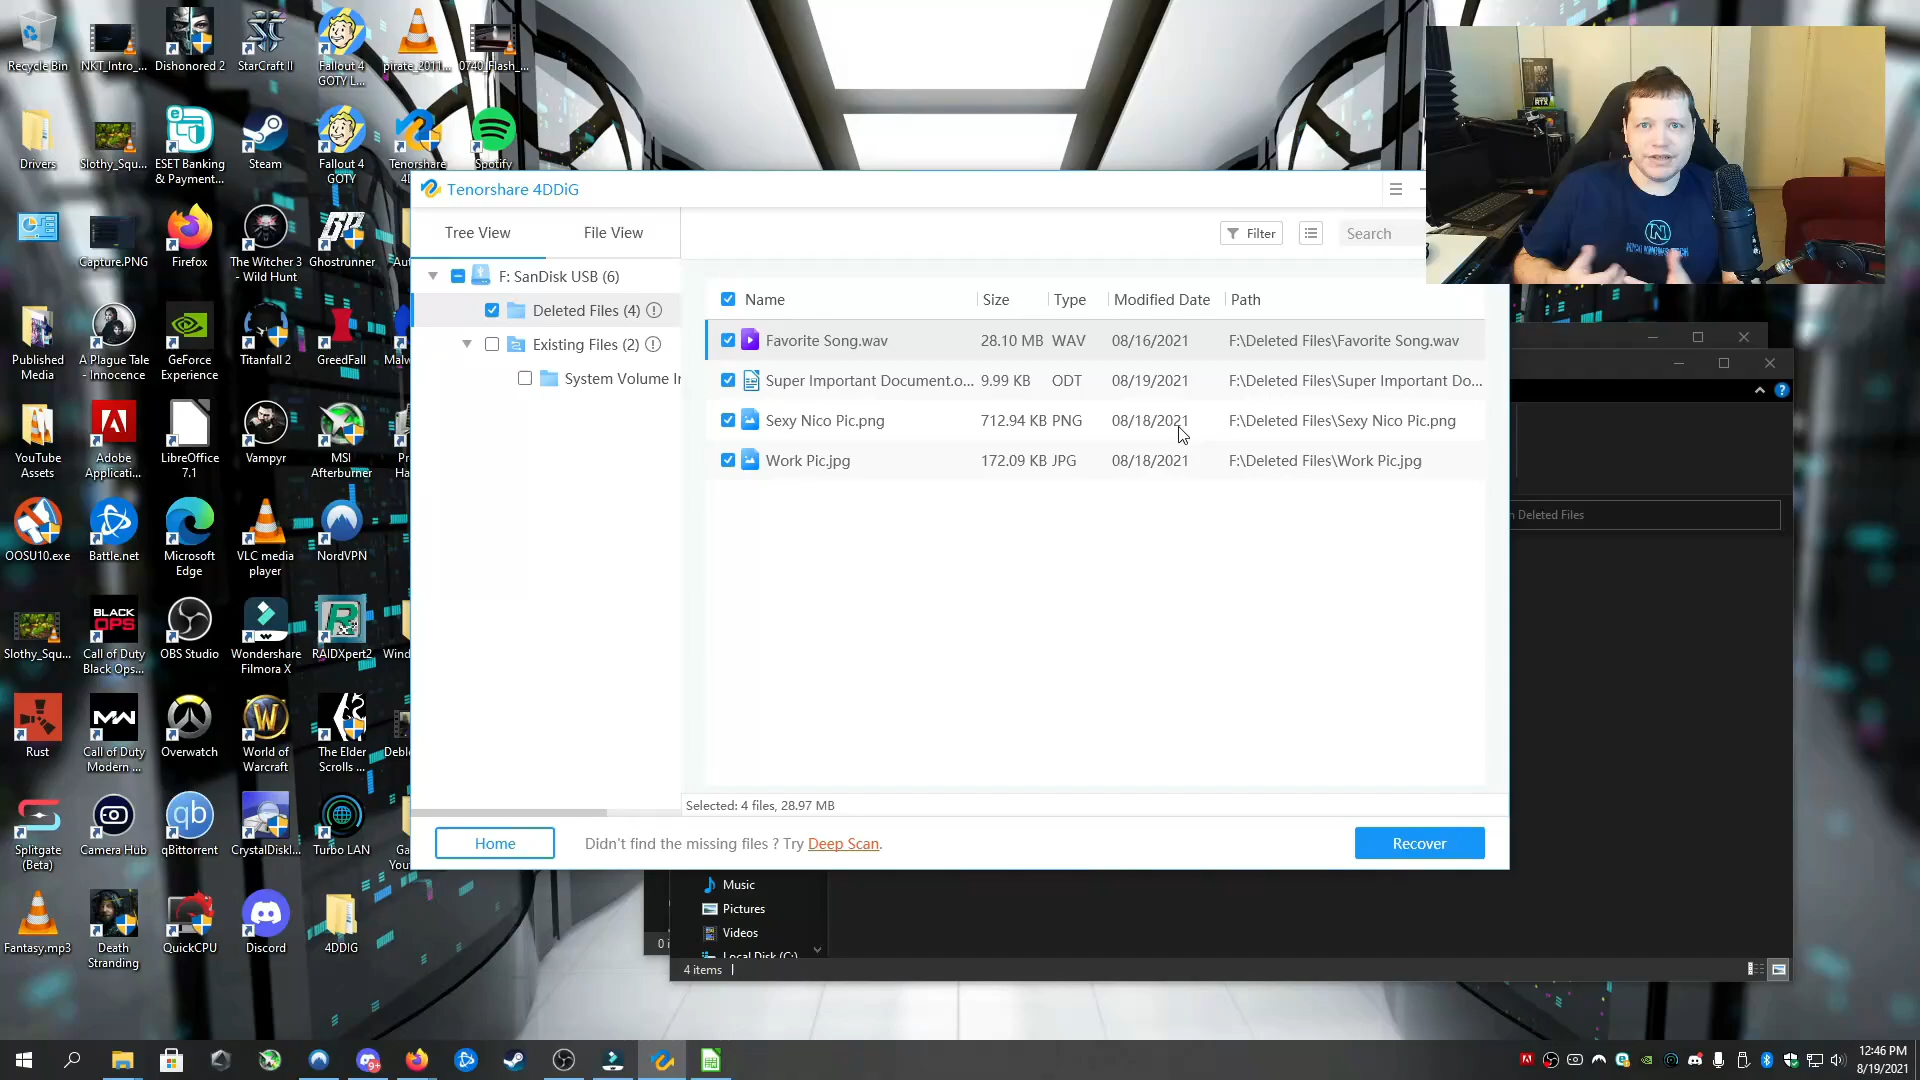 Recycle Bin
NKT_Intro_...
Dishonored 2
StarCraft II
Fallout 4
GOTY L...
pirate_2011...
0740_Flash_...
Drivers
Slothy_Squ...
ESET Banking
& Payment...
Steam
Fallout 4
GOTY
Tenorshare
Spotify
Capture.PNG
Firefox
The Witcher 3
- Wild Hunt
Ghostrunner
Published
Media
A Plague Tale
- Innocence
GeForce
Experience
Titanfall 2
GreedFall
YouTube
Assets
Adobe
Applicati...
LibreOffice
7.1
Vampyr
MSI
Afterburner
OOSU10.exe
Battle.net
Microsoft
Edge
VLC media
player
NordVPN
Slothy_Squ...
BLACK OPS
Call of Duty
Black Ops...
OBS Studio
Wondershare
Filmora X
RAIDXpert2
Wind
Rust
Call of Duty
Modern ...
Overwatch
World of
Warcraft
The Elder
Scrolls ...
Splitgate
(Beta)
Camera Hub
qb
qBittorrent
CrystalDiskI...
Turbo LAN
Fantasy.mp3
Death
Stranding
QuickCPU
Discord
4DDIG
Tenorshare 4DDiG
Tree View
File View
Filter
Search
F: SanDisk USB (6)
Deleted Files (4)
Existing Files (2)
System Volume Ir
Name Size Type Modified Date Path
Favorite Song.wav 28.10 MB WAV 08/16/2021 F:\Deleted Files\Favorite Song.wav
Super Important Document.o... 9.99 KB ODT 08/19/2021 F:\Deleted Files\Super Important Do...
Sexy Nico Pic.png 712.94 KB PNG 08/18/2021 F:\Deleted Files\Sexy Nico Pic.png
Work Pic.jpg 172.09 KB JPG 08/18/2021 F:\Deleted Files\Work Pic.jpg
Selected: 4 files, 28.97 MB
Home
Didn't find the missing files ? Try Deep Scan.
Recover
Deleted Files
Music
Pictures
Videos
Local Disk (C:)
4 items
12:46 PM
8/19/2021